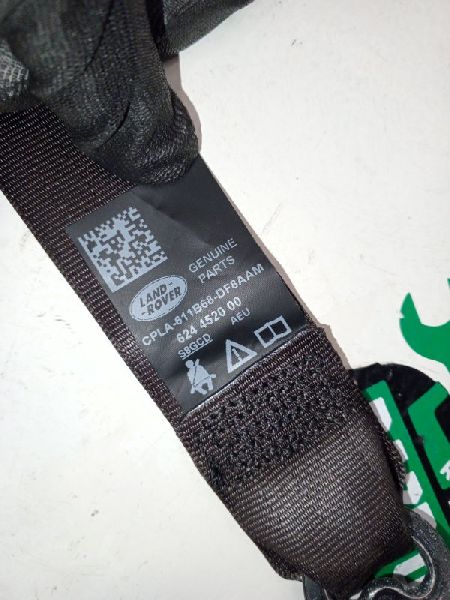 GENUINE
PARTS
LAND-
ROVER
CPLA-611B68-DF8AAM
624 4520 00
SBGCD AEU